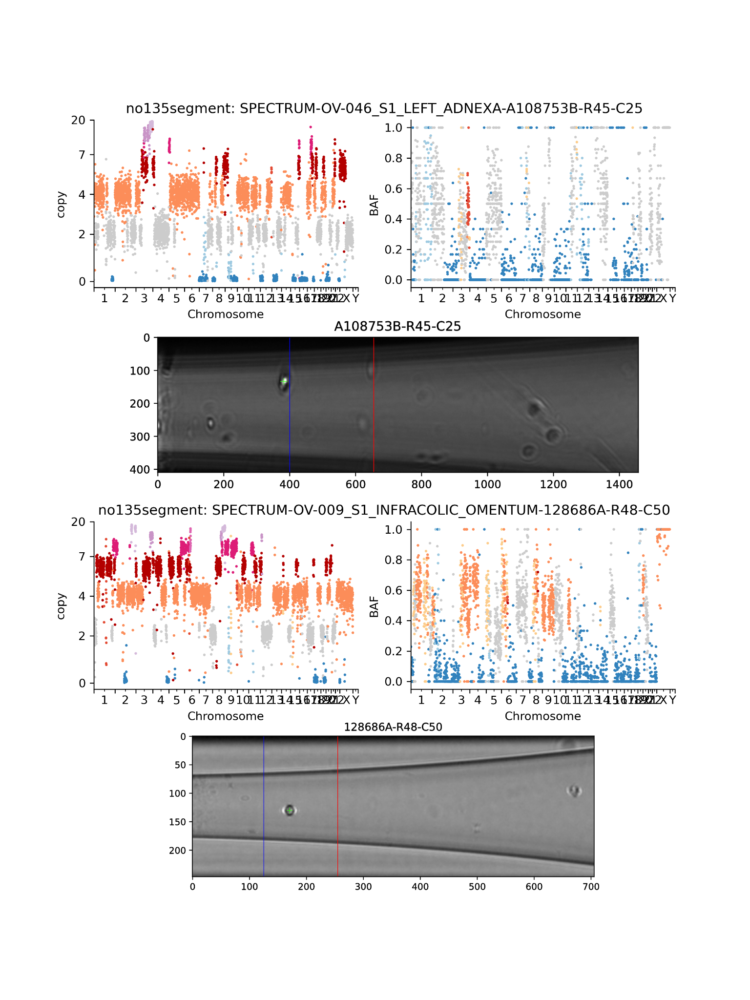 no135segment: SPECTRUM-OV-046_S1_LEFT_ADNEXA-A108753B-R45-C25
20
7
4
2
0
copy
1 2 3 4 5 6 7 8 9 10 11 12 13 14 15 16 17 18 19 20 21 22 X Y
Chromosome
1.0
0.8
0.6
0.4
0.2
0.0
BAF
1 2 3 4 5 6 7 8 9 10 11 12 13 14 15 16 17 18 19 20 21 22 X Y
Chromosome
A108753B-R45-C25
0
100
200
300
400
0 200 400 600 800 1000 1200 1400
no135segment: SPECTRUM-OV-009_S1_INFRACOLIC_OMENTUM-128686A-R48-C50
20
7
4
2
0
copy
1 2 3 4 5 6 7 8 9 10 11 12 13 14 15 16 17 18 19 20 21 22 X Y
Chromosome
1.0
0.8
0.6
0.4
0.2
0.0
BAF
1 2 3 4 5 6 7 8 9 10 11 12 13 14 15 16 17 18 19 20 21 22 X Y
Chromosome
128686A-R48-C50
0
50
100
150
200
0 100 200 300 400 500 600 700